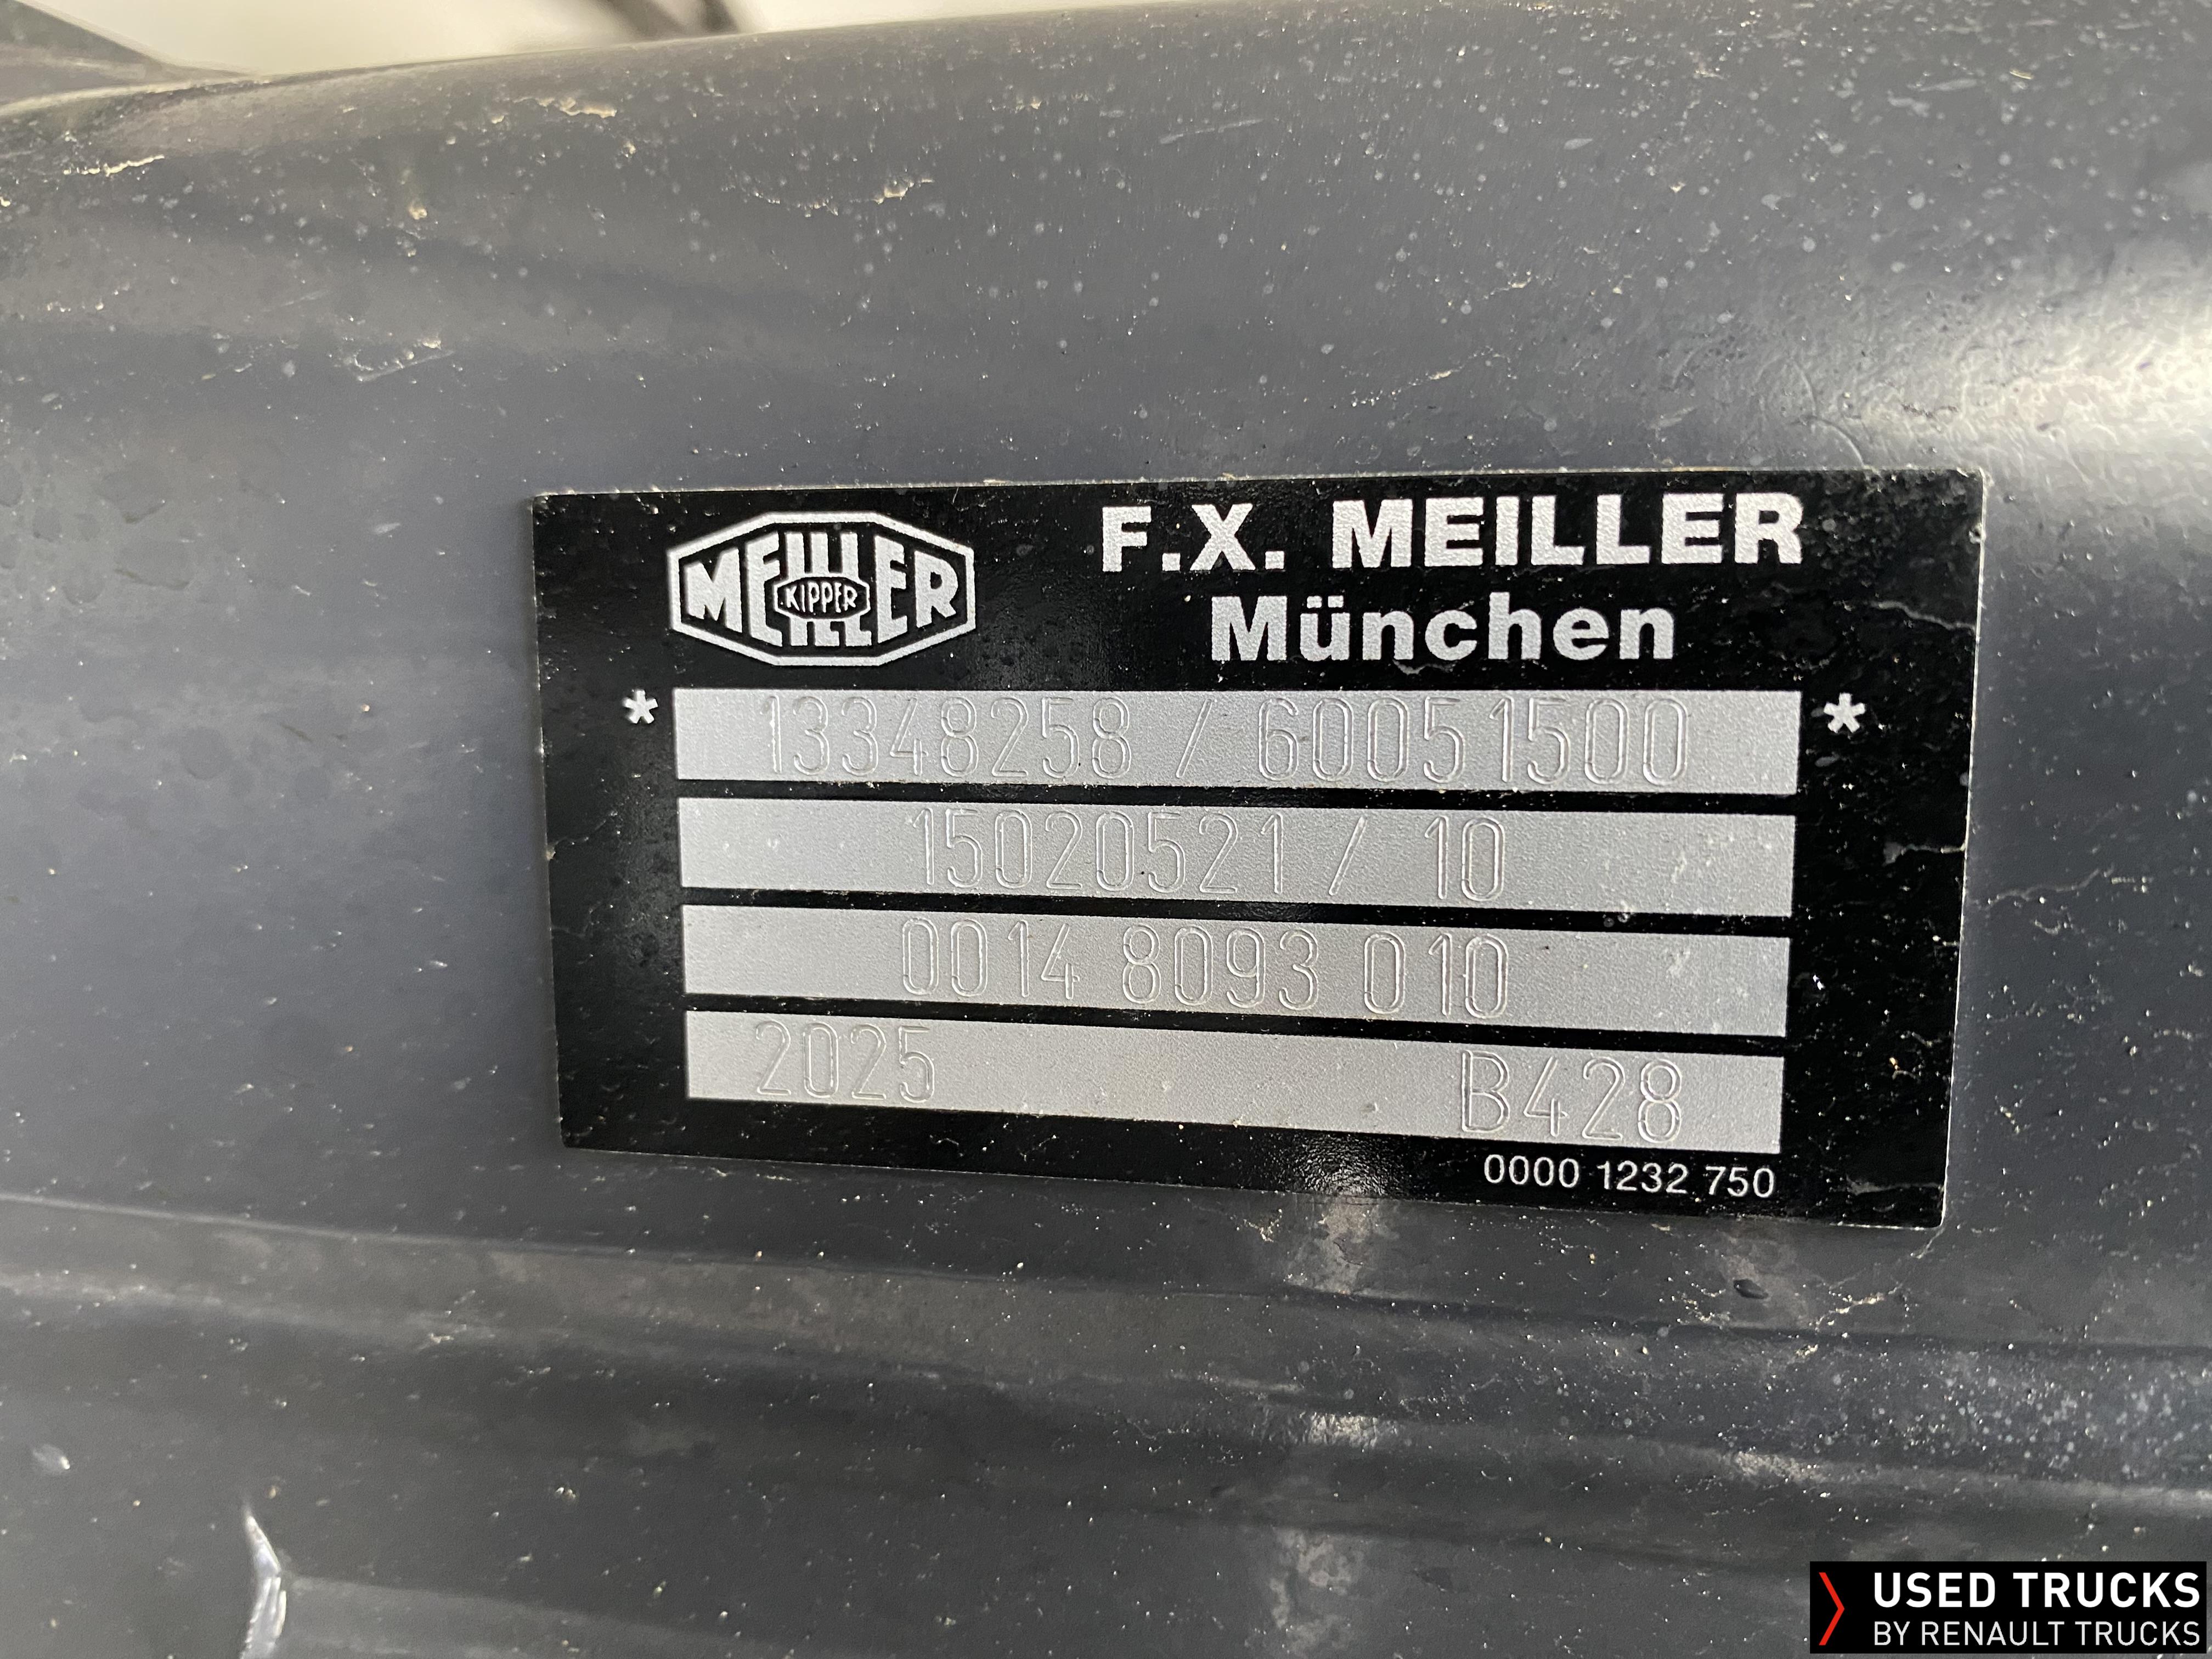 MEILLER
KIPPER
F.X. MEILLER
München
* 13348258 / 60051500 *
15020521 / 10
0014 8093 010
2025 B428
0000 1232 750
USED TRUCKS
BY RENAULT TRUCKS